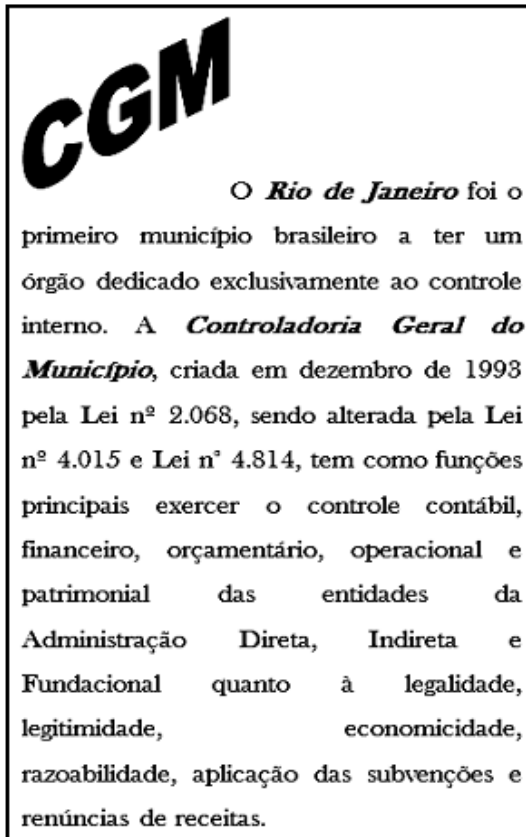 CGM
O Rio de Janeiro foi o
primeiro município brasileiro a ter um
órgão dedicado exclusivamente ao controle
interno. A Controladoria Geral do
Município, criada em dezembro de 1993
pela Lei nº 2.068, sendo alterada pela Lei
nº 4.015 e Lei n° 4.814, tem como funções
principais exercer o controle contábil,
financeiro, orçamentário, operacional e
patrimonial das entidades da
Administração Direta, Indireta e
Fundacional quanto à legalidade,
legitimidade, economicidade,
razoabilidade, aplicação das subvenções e
renúncias de receitas.